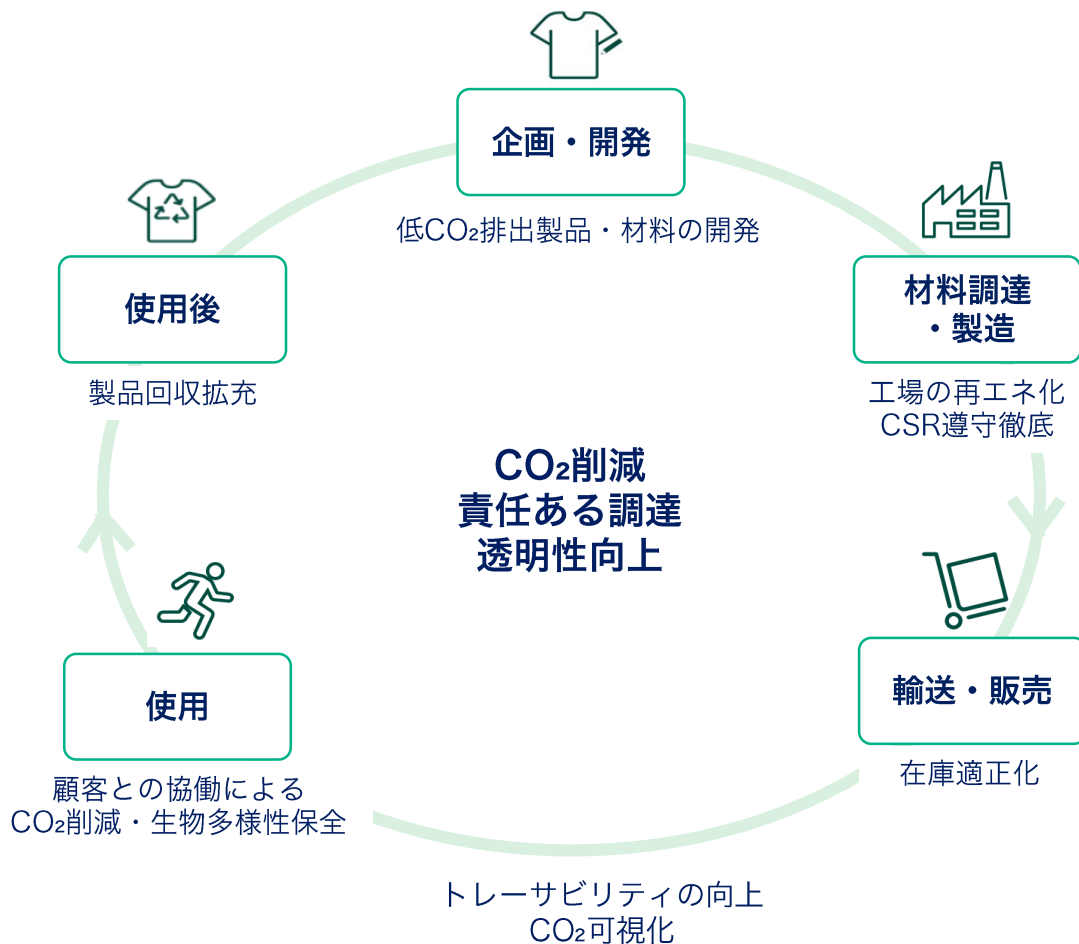 企画・開発
低CO₂排出製品・材料の開発
材料調達
・製造
工場の再エネ化
CSR遵守徹底
輸送・販売
在庫適正化
トレーサビリティの向上
CO₂可視化
使用
顧客との協働による
CO₂削減・生物多様性保全
使用後
製品回収拡充
CO₂削減
責任ある調達
透明性向上